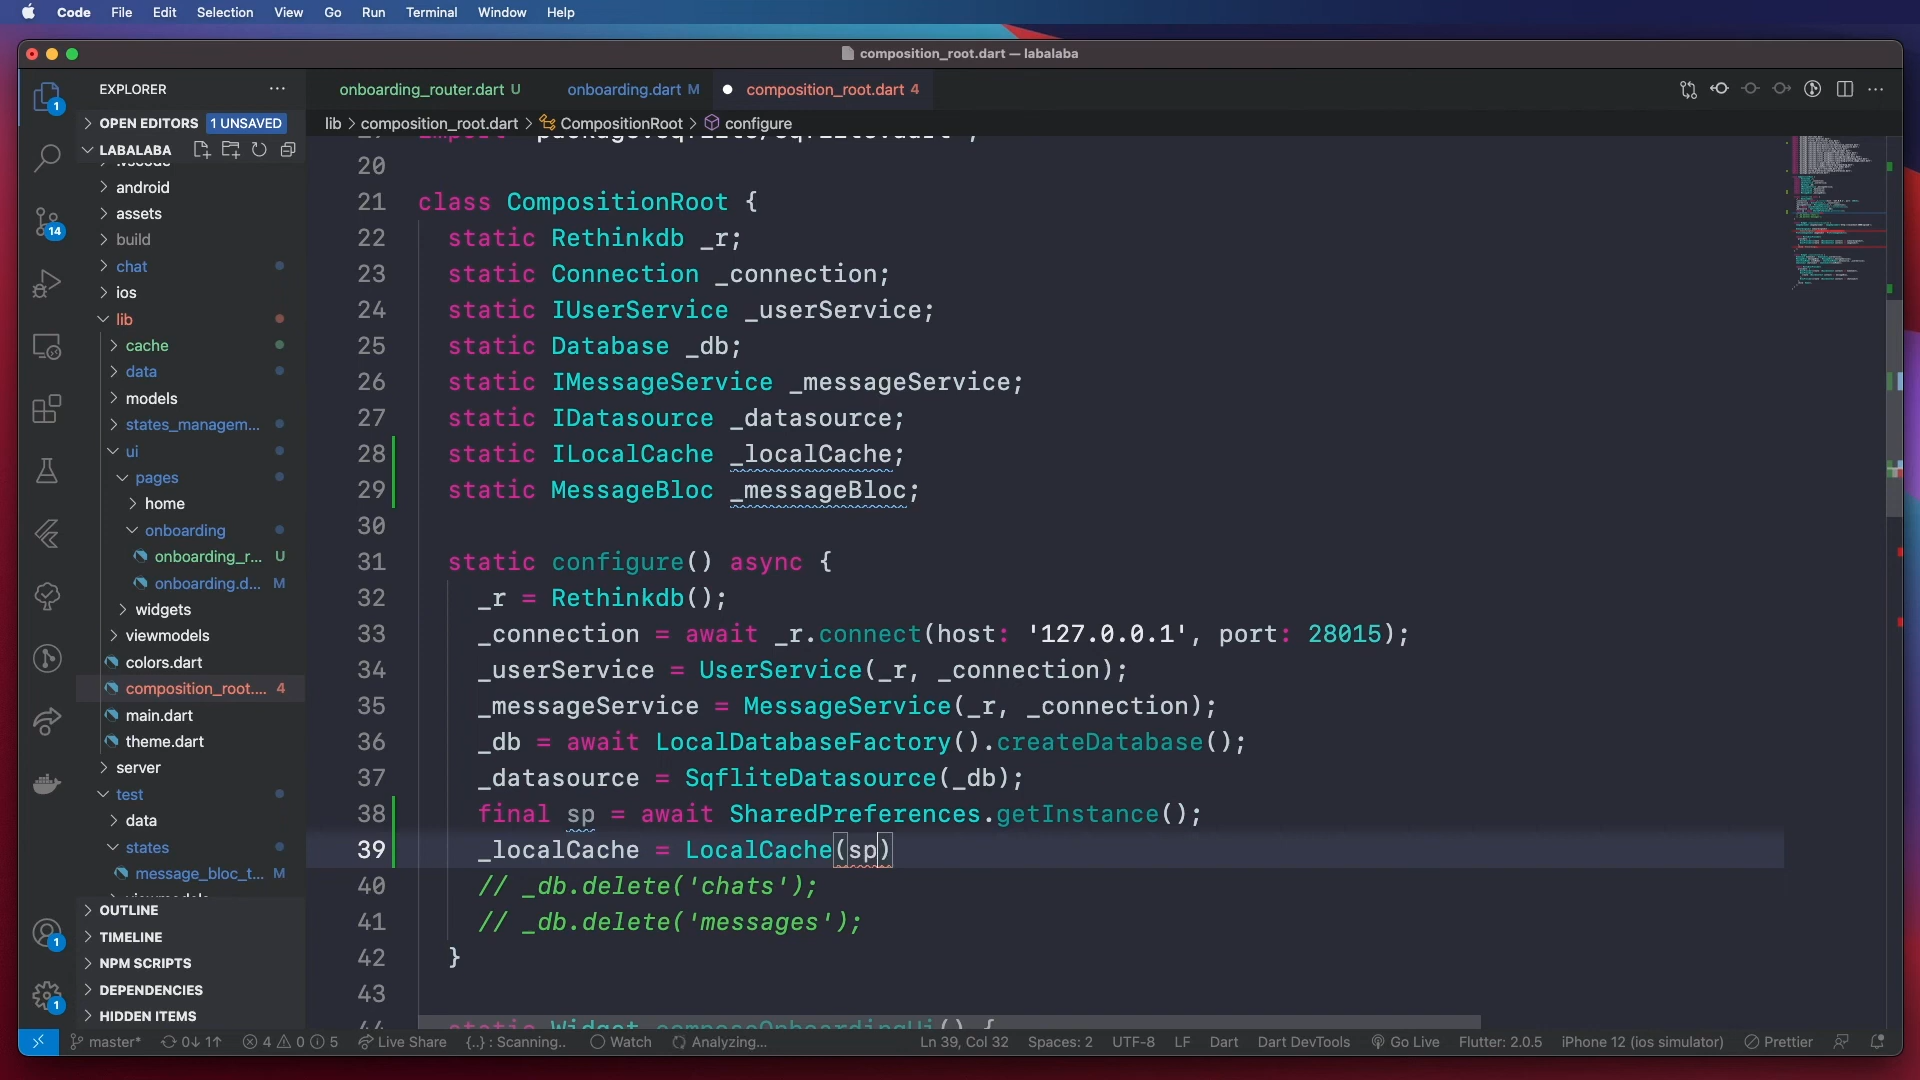 Code File Edit Selection View Go Run Terminal Window Help
composition_root.dart — labalaba
EXPLORER
onboarding_router.dart U
onboarding.dart M
composition_root.dart 4
OPEN EDITORS 1 UNSAVED
lib > composition_root.dart > CompositionRoot > configure
LABALABA
.vscode
android
assets
build
chat
ios
lib
cache
data
models
states_managem...
ui
pages
home
onboarding
onboarding_r... U
onboarding.d... M
widgets
viewmodels
colors.dart
composition_root.... 4
main.dart
theme.dart
server
test
data
states
message_bloc_t... M
viewmodels
OUTLINE
TIMELINE
NPM SCRIPTS
DEPENDENCIES
HIDDEN ITEMS
1
14
1
1
20
21 class CompositionRoot {
22 static Rethinkdb _r;
23 static Connection _connection;
24 static IUserService _userService;
25 static Database _db;
26 static IMessageService _messageService;
27 static IDatasource _datasource;
28 static ILocalCache _localCache;
29 static MessageBloc _messageBloc;
30
31 static configure() async {
32 _r = Rethinkdb();
33 _connection = await _r.connect(host: '127.0.0.1', port: 28015);
34 _userService = UserService(_r, _connection);
35 _messageService = MessageService(_r, _connection);
36 _db = await LocalDatabaseFactory().createDatabase();
37 _datasource = SqfliteDatasource(_db);
38 final sp = await SharedPreferences.getInstance();
39 _localCache = LocalCache(sp)
40 // _db.delete('chats');
41 // _db.delete('messages');
42 }
43
44 static Widget composeOnboardingUi() {
master* 0↓ 1↑ 4 0 5 Live Share {..} : Scanning.. Watch Analyzing... Ln 39, Col 32 Spaces: 2 UTF-8 LF Dart Dart DevTools Go Live Flutter: 2.0.5 iPhone 12 (ios simulator) Prettier